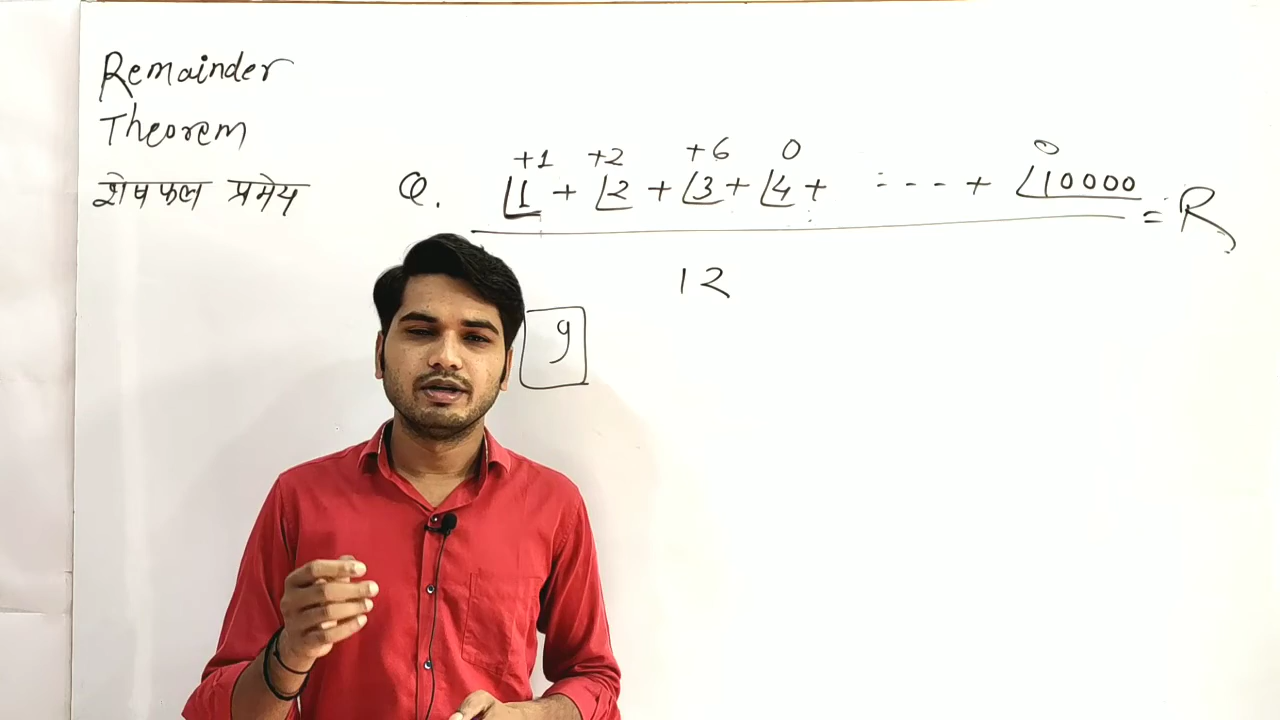 Remainder
Theorem
शेषफल प्रमेय
+1 +2 +6 0 0
Q. |1 + |2 + |3 + |4 + ---- + |10000 = R
12
9